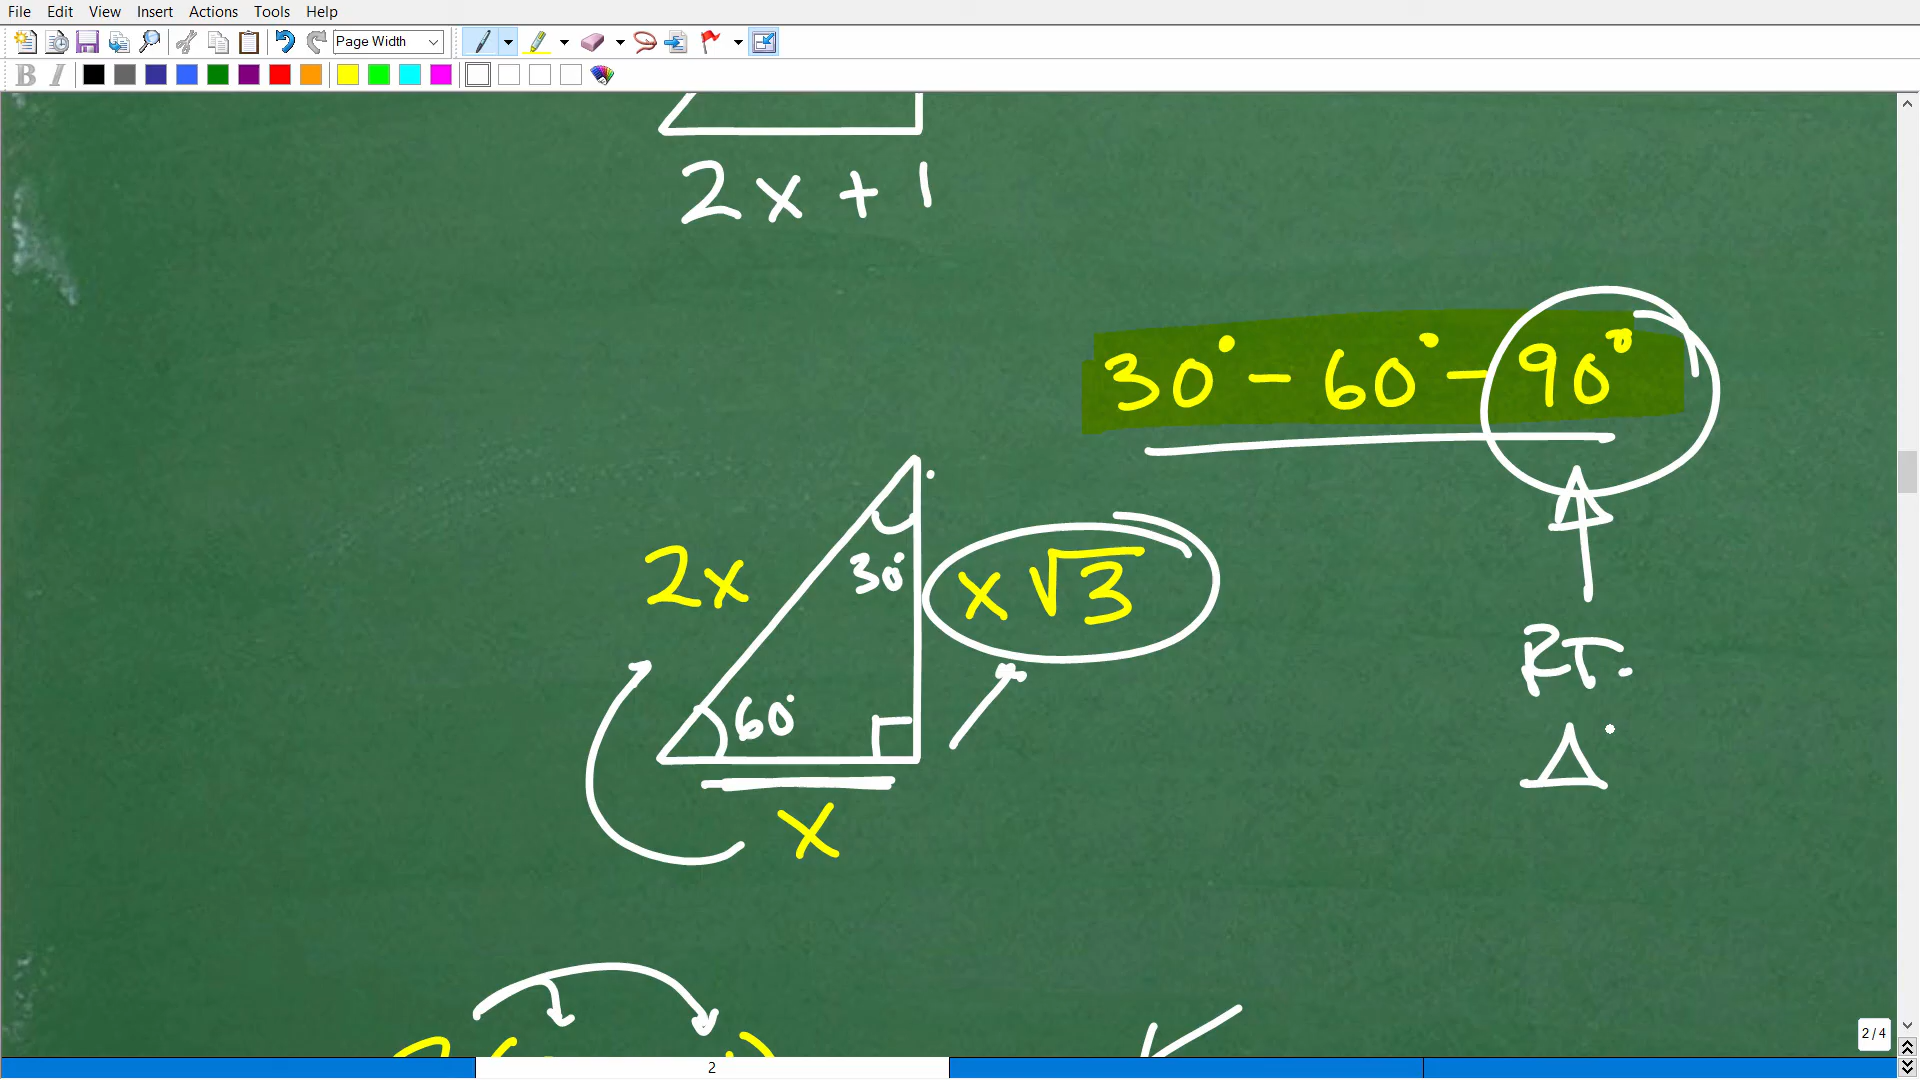 File Edit View Insert Actions Tools Help
Page Width
B I
2x + 1
30° - 60° - 90°
2x
30°
x√3
60°
RT.
Δ
x
2/4
2